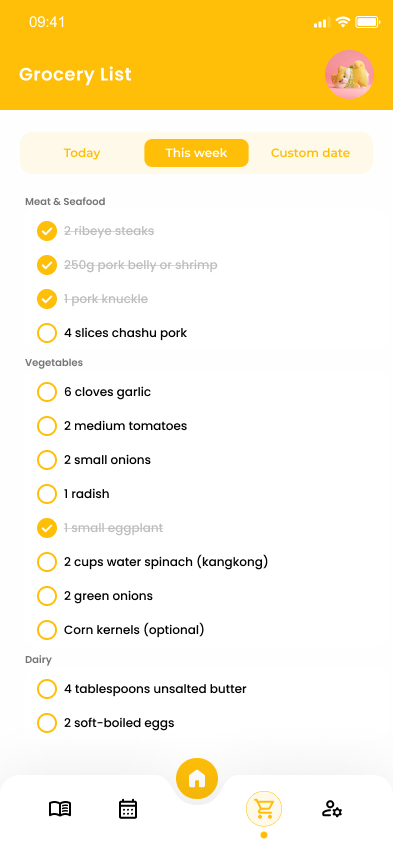 09:41
Grocery List
Today
This week
Custom date
Meat & Seafood
2 ribeye steaks
250g pork belly or shrimp
1 pork knuckle
4 slices chashu pork
Vegetables
6 cloves garlic
2 medium tomatoes
2 small onions
1 radish
1 small eggplant
2 cups water spinach (kangkong)
2 green onions
Corn kernels (optional)
Dairy
4 tablespoons unsalted butter
2 soft-boiled eggs